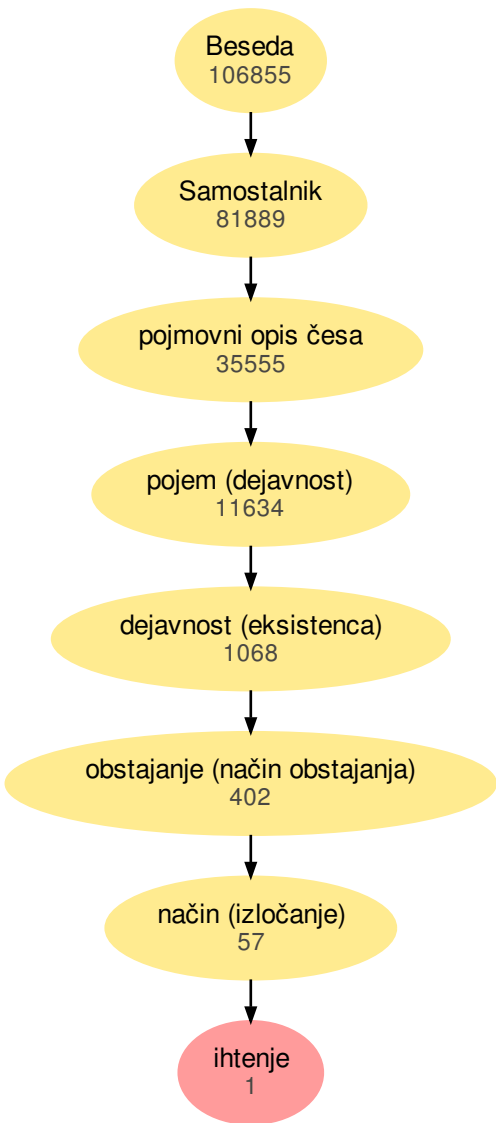 Beseda
106855
Samostalnik
81889
pojmovni opis česa
35555
pojem (dejavnost)
11634
dejavnost (eksistenca)
1068
obstajanje (način obstajanja)
402
način (izločanje)
57
ihtenje
1